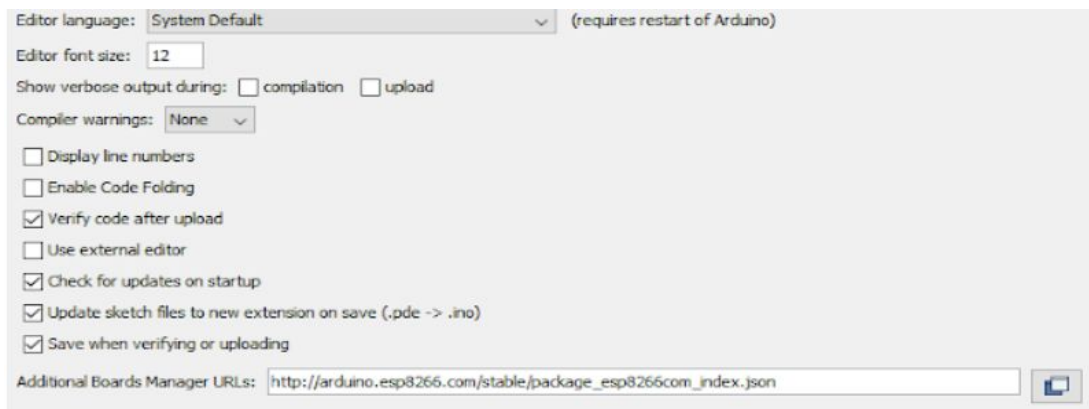 Editor language: System Default (requires restart of Arduino)
Editor font size: 12
Show verbose output during: compilation upload
Compiler warnings: None
Display line numbers
Enable Code Folding
Verify code after upload
Use external editor
Check for updates on startup
Update sketch files to new extension on save (.pde -> .ino)
Save when verifying or uploading
Additional Boards Manager URLs: http://arduino.esp8266.com/stable/package_esp8266com_index.json